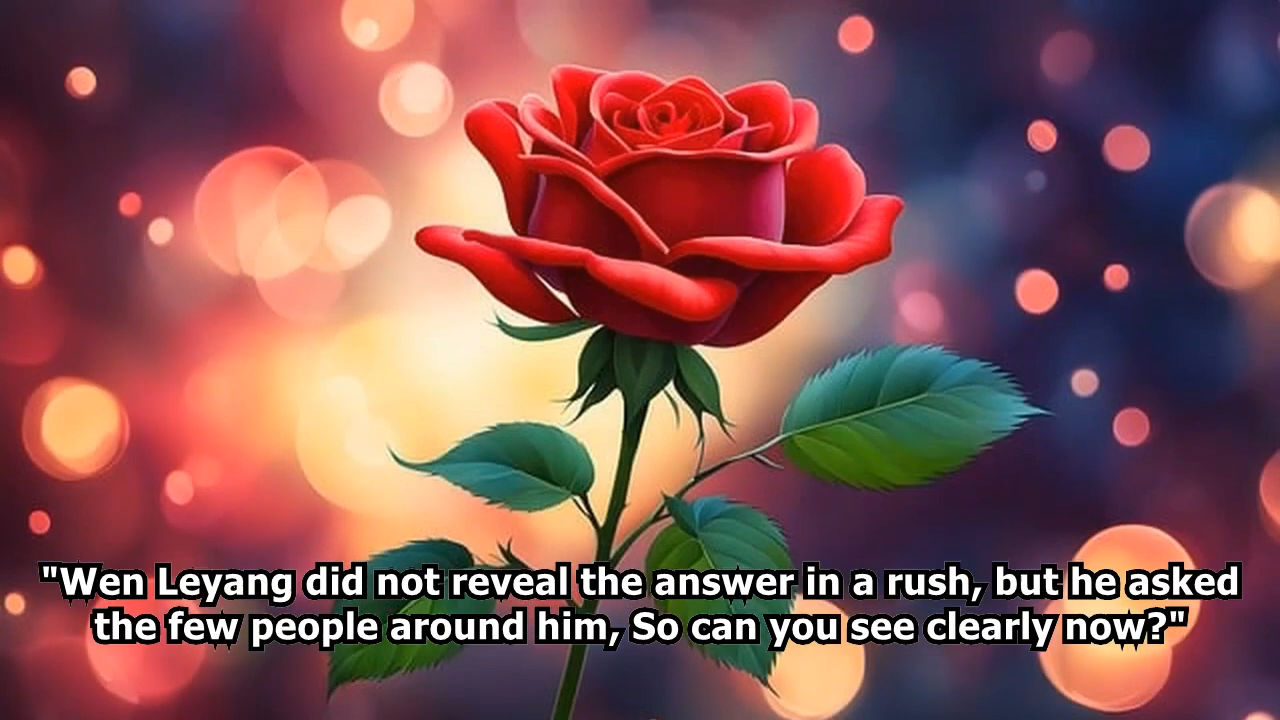 "Wen Leyang did not reveal the answer in a rush, but he asked
the few people around him, So can you see clearly now?"